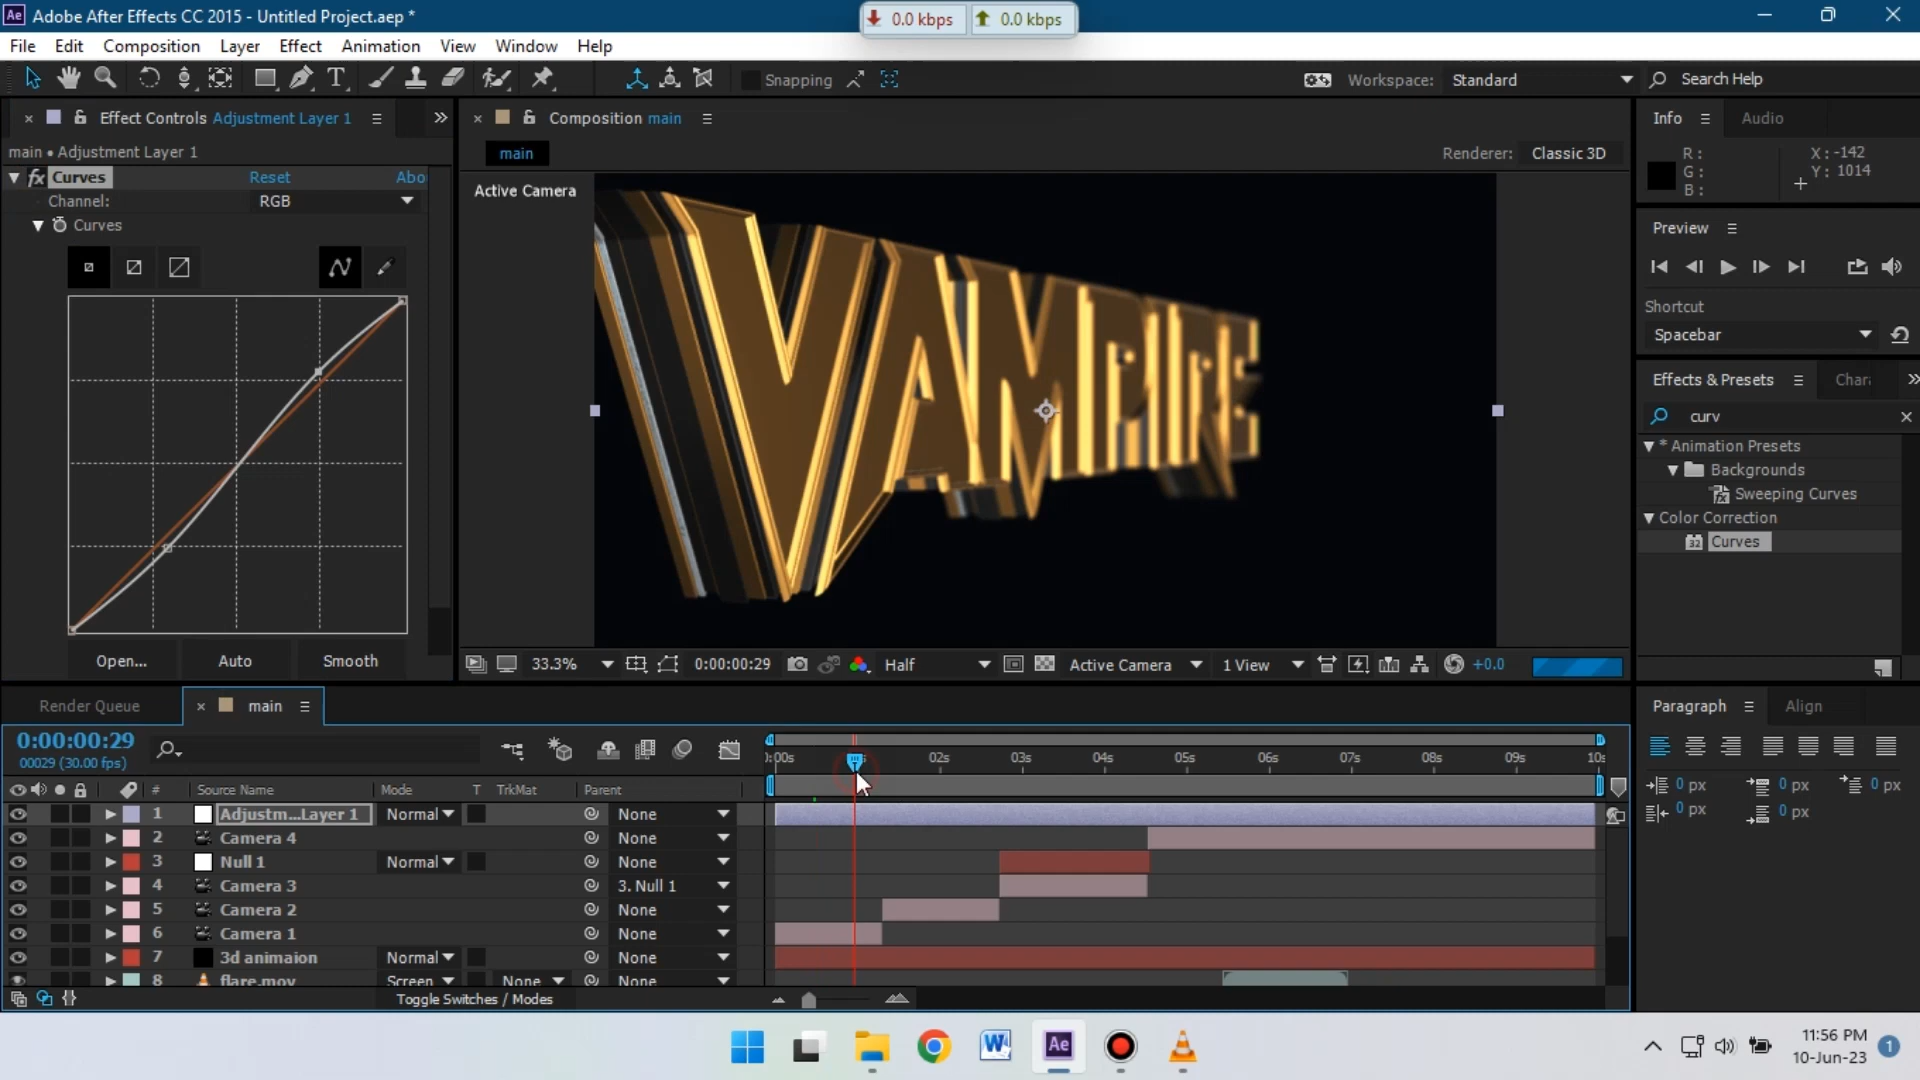 Ae Adobe After Effects CC 2015 - Untitled Project.aep *
0.0 kbps 0.0 kbps
File Edit Composition Layer Effect Animation View Window Help
T Snapping Workspace: Standard Search Help
Effect Controls Adjustment Layer 1
Composition main
Info Audio
main • Adjustment Layer 1
main
Renderer: Classic 3D
R:
G:
B:
X: -142
Y: 1014
fx Curves Reset Abo
Channel: RGB
Curves
Active Camera
VAMPIRE
Preview
Shortcut
Spacebar
Effects & Presets Char
curv
* Animation Presets
Backgrounds
Sweeping Curves
Color Correction
32 Curves
Open... Auto Smooth
33.3% 0:00:00:29 Half Active Camera 1 View +0.0
Render Queue main
Paragraph Align
0:00:00:29
00029 (30.00 fps)
):00s 02s 03s 04s 05s 06s 07s 08s 09s 10s
# Source Name Mode T TrkMat Parent
0 px 0 px 0 px
0 px 0 px
1 Adjustm...Layer 1 Normal None
2 Camera 4 None
3 Null 1 Normal None
4 Camera 3 3. Null 1
5 Camera 2 None
6 Camera 1 None
7 3d animaion Normal None
8 flare.mov Screen None None
Toggle Switches / Modes
W Ae
11:56 PM
10-Jun-23
1